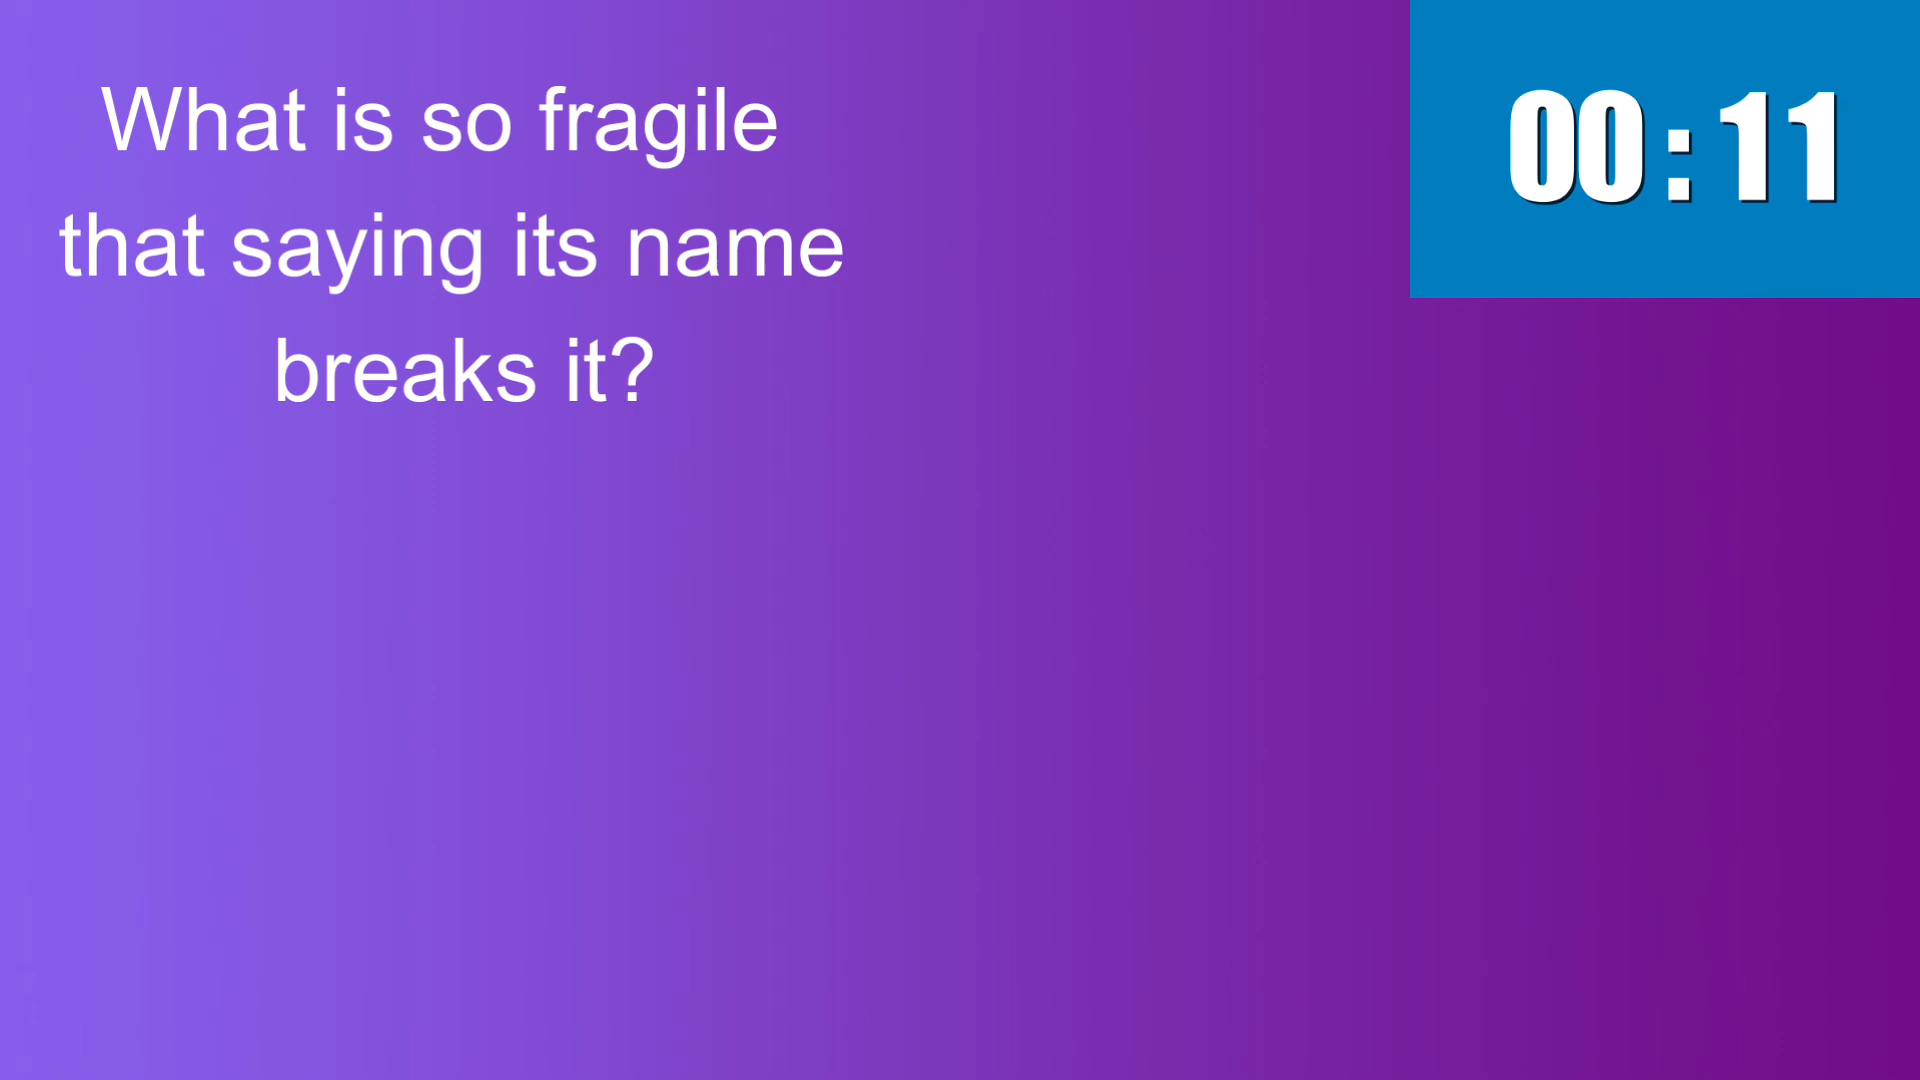 What is so fragile
that saying its name
breaks it?
00:11